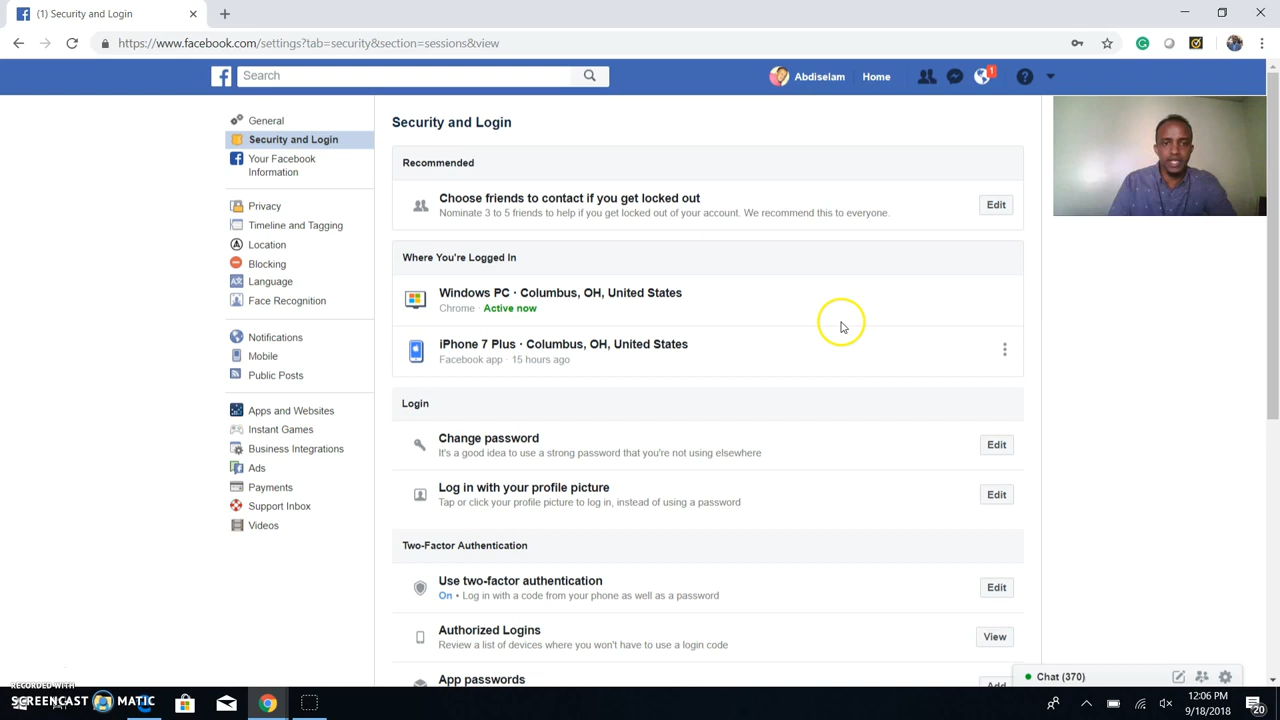 (1) Security and Login
https://www.facebook.com/settings?tab=security&section=sessions&view
Search
Abdiselam
Home
1
General
Security and Login
Your Facebook
Information
Privacy
Timeline and Tagging
Location
Blocking
Language
Face Recognition
Notifications
Mobile
Public Posts
Apps and Websites
Instant Games
Business Integrations
Ads
Payments
Support Inbox
Videos
Security and Login
Recommended
Choose friends to contact if you get locked out
Nominate 3 to 5 friends to help if you get locked out of your account. We recommend this to everyone.
Edit
Where You're Logged In
Windows PC · Columbus, OH, United States
Chrome · Active now
iPhone 7 Plus · Columbus, OH, United States
Facebook app · 15 hours ago
Login
Change password
It's a good idea to use a strong password that you're not using elsewhere
Edit
Log in with your profile picture
Tap or click your profile picture to log in, instead of using a password
Edit
Two-Factor Authentication
Use two-factor authentication
On • Log in with a code from your phone as well as a password
Edit
Authorized Logins
Review a list of devices where you won't have to use a login code
View
App passwords
Add
Chat (370)
RECORDED WITH
SCREENCAST MATIC
12:06 PM
9/18/2018
20